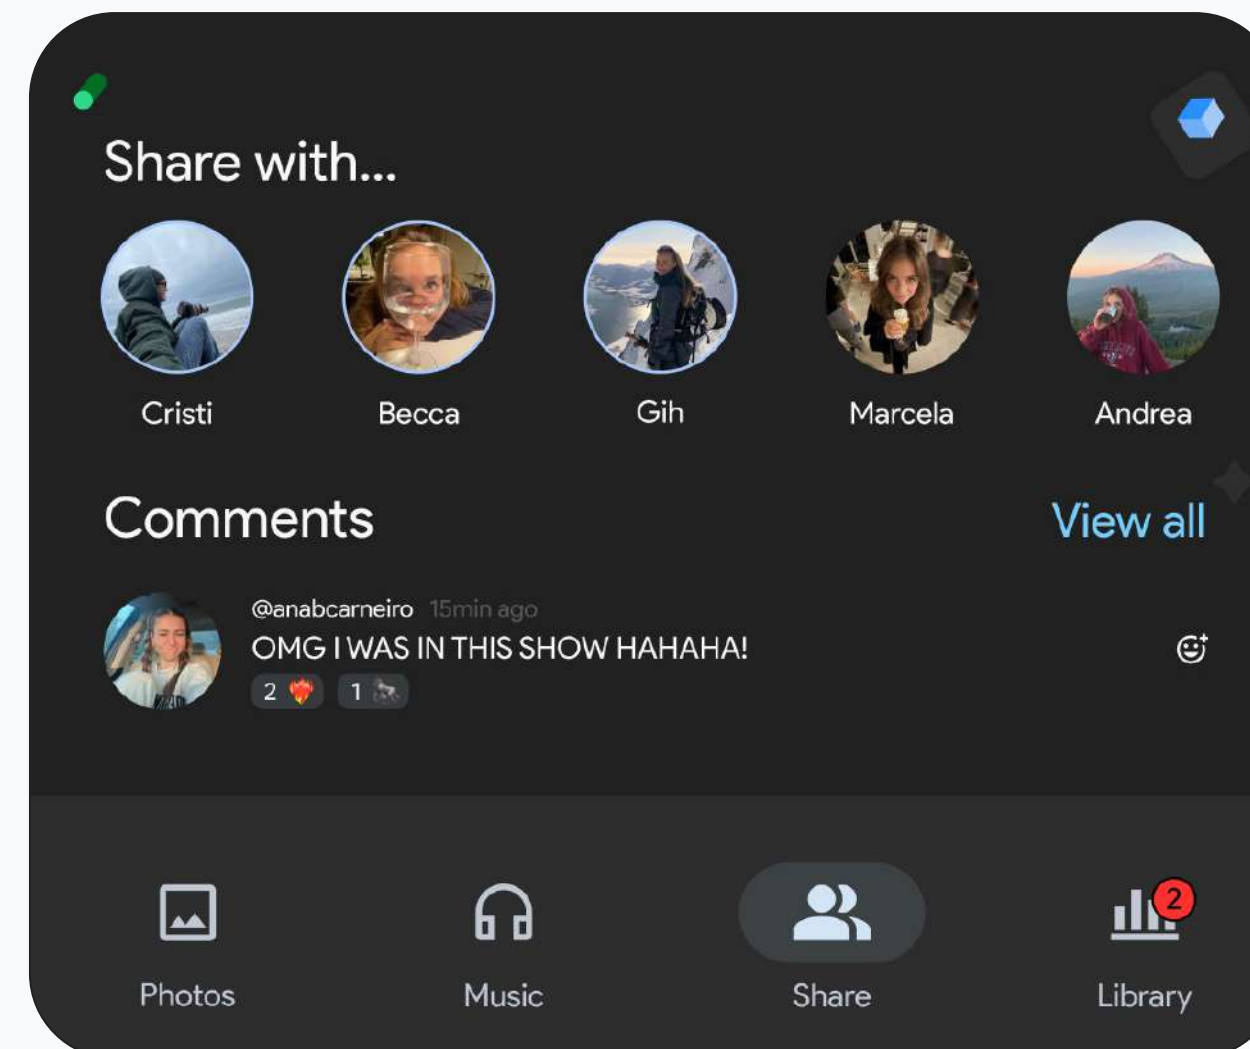 Share with...
Cristi Becca Gih Marcela Andrea
Comments View all
@anabcarneiro 15min ago
OMG I WAS IN THIS SHOW HAHAHA!
2 ❤️‍🔥 1 🦍
2
Photos Music Share Library